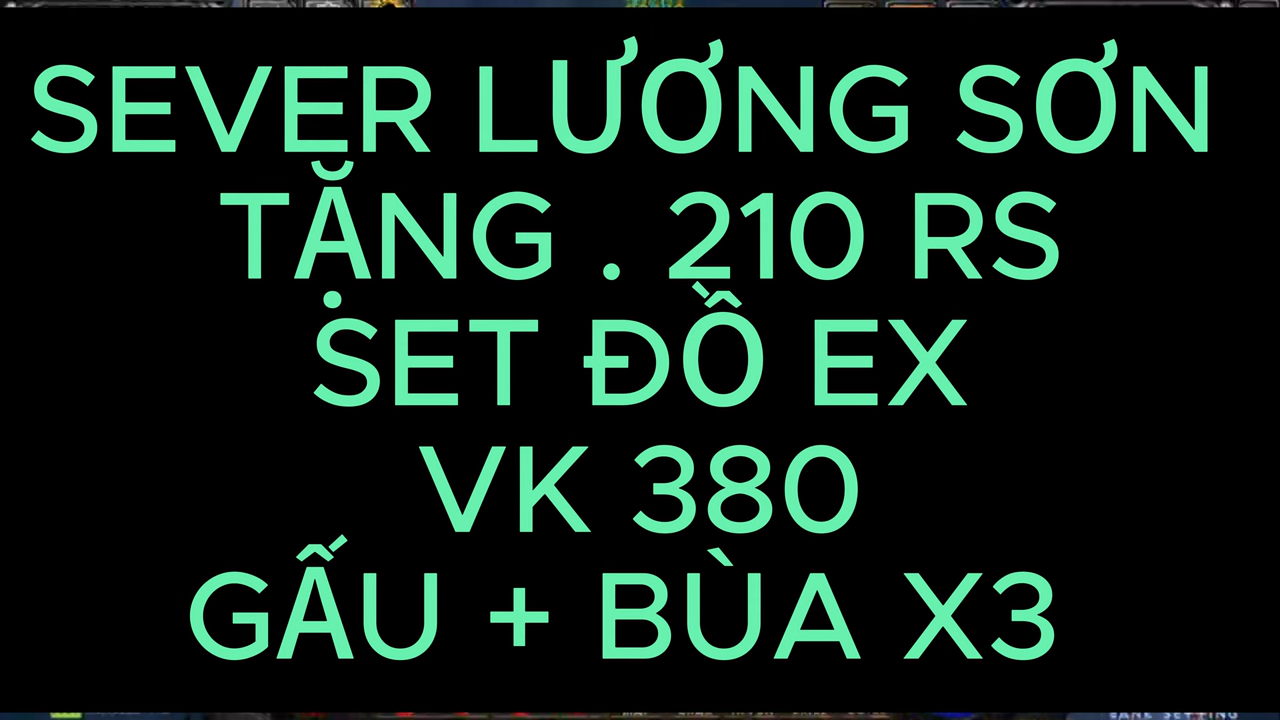 SEVER LƯƠNG SƠN
TẶNG . 210 RS
SET ĐỒ EX
VK 380
GẤU + BÙA X3